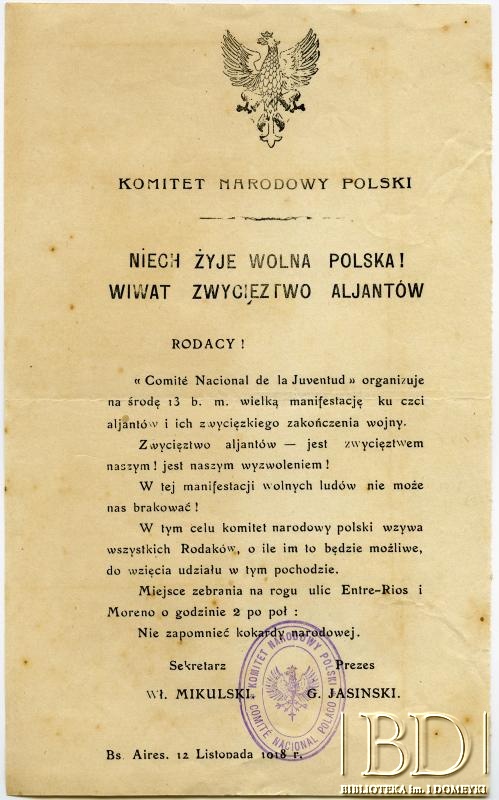 KOMITET NARODOWY POLSKI
NIECH ŻYJE WOLNA POLSKA!
WIWAT ZWYCIĘZTWO ALJANTÓW
RODACY!
« Comité Nacional de la Juventud » organizuje
na środę 13 b. m. wielką manifestację ku czci
aljantów i ich zwycięzkiego zakończenia wojny.
Zwycięztwo aljantów — jest zwycięztwem
naszym! jest naszym wyzwoleniem!
W tej manifestacji wolnych ludów nie może
nas brakować!
W tym celu komitet narodowy polski wzywa
wszystkich Rodaków, o ile im to będzie możliwe,
do wzięcia udziału w tym pochodzie.
Miejsce zebrania na rogu ulic Entre-Rios i
Moreno o godzinie 2 po poł:
Nie zapomnieć kokardy narodowej.
Sekretarz Prezes
Wł. MIKULSKI. G. JASINSKI.
KOMITET NARODOWY POLSKI
COMITÉ NACIONAL POLACO
Bs. Aires. 12 Listopada 1918 r.
|BD|
BIBLIOTEKA im. I DOMEYKI